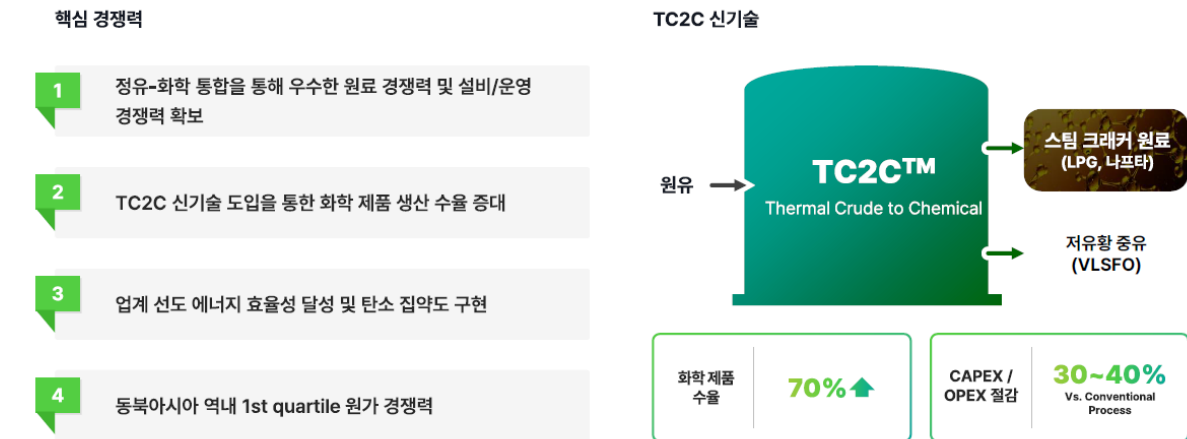 핵심 경쟁력
1
정유-화학 통합을 통해 우수한 원료 경쟁력 및 설비/운영
경쟁력 확보
2
TC2C 신기술 도입을 통한 화학 제품 생산 수율 증대
3
업계 선도 에너지 효율성 달성 및 탄소 집약도 구현
4
동북아시아 역내 1st quartile 원가 경쟁력
TC2C 신기술
원유
TC2C™
Thermal Crude to Chemical
스팀 크래커 원료
(LPG, 나프타)
저유황 중유
(VLSFO)
화학 제품
수율
70%
CAPEX /
OPEX 절감
30~40%
Vs. Conventional
Process